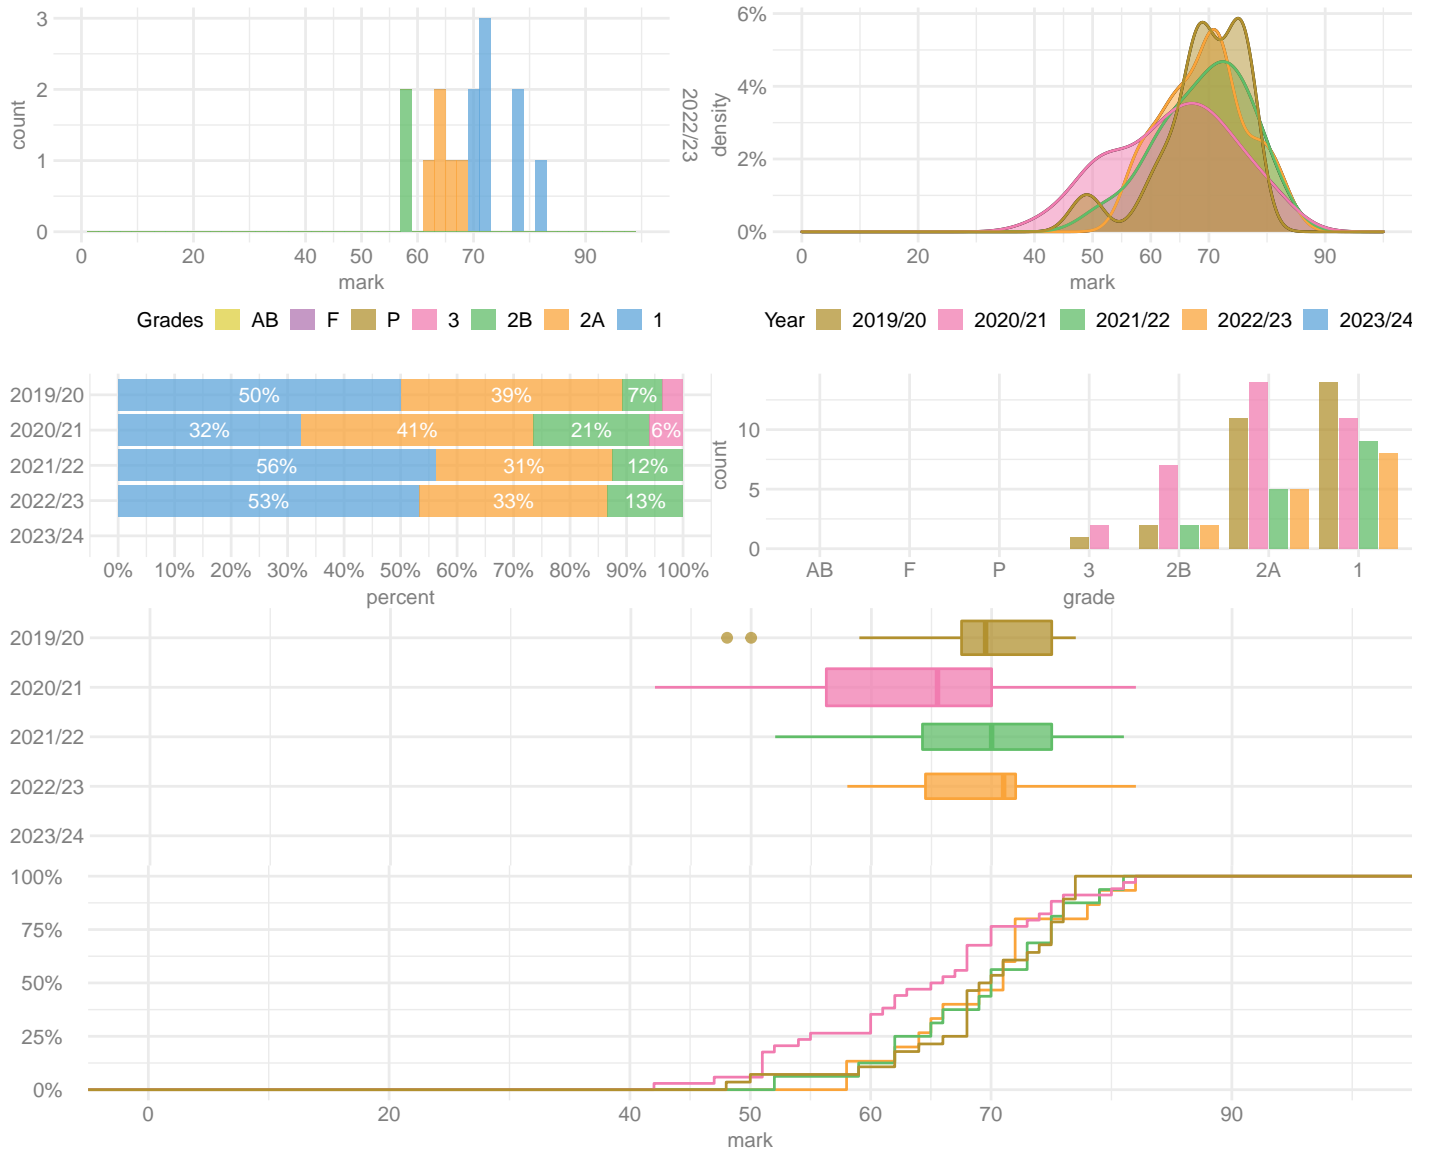 3
2
1
0
count
0 20 40 50 60 70 90
mark
2022/23
6%
4%
2%
0%
density
0 20 40 50 60 70 90
mark
Grades AB F P 3 2B 2A 1
Year 2019/20 2020/21 2021/22 2022/23 2023/24
2019/20 50% 39% 7%
2020/21 32% 41% 21% 6%
2021/22 56% 31% 12%
2022/23 53% 33% 13%
2023/24
0% 10% 20% 30% 40% 50% 60% 70% 80% 90% 100%
percent
10
5
0
count
AB F P 3 2B 2A 1
grade
2019/20
2020/21
2021/22
2022/23
2023/24
100%
75%
50%
25%
0%
0 20 40 50 60 70 90
mark